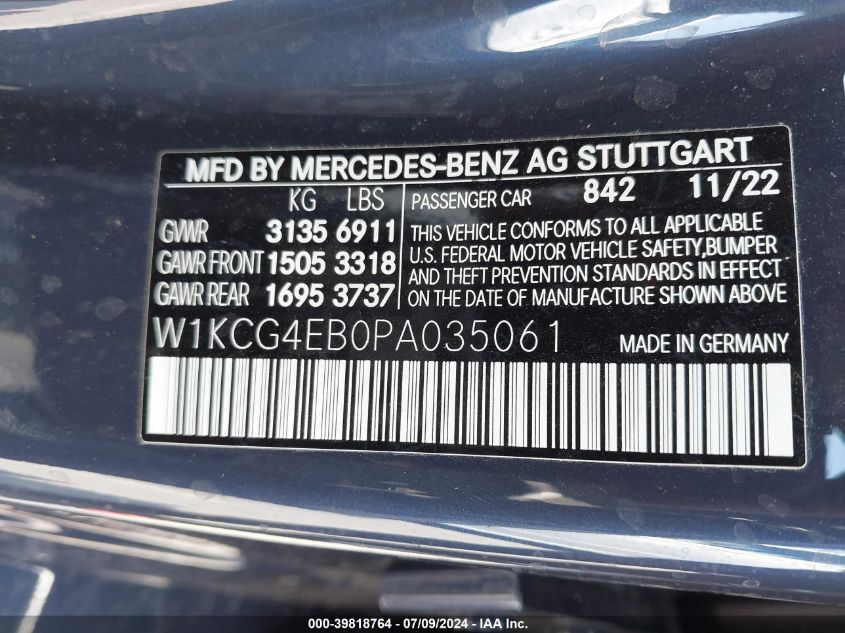 MFD BY MERCEDES-BENZ AG STUTTGART
KG LBS
GVWR 3135 6911
GAWR FRONT 1505 3318
GAWR REAR 1695 3737
PASSENGER CAR 842 11/22
THIS VEHICLE CONFORMS TO ALL APPLICABLE
U.S. FEDERAL MOTOR VEHICLE SAFETY,BUMPER
AND THEFT PREVENTION STANDARDS IN EFFECT
ON THE DATE OF MANUFACTURE SHOWN ABOVE
W1KCG4EB0PA035061 MADE IN GERMANY
000-39818764 - 07/09/2024 - IAA Inc.